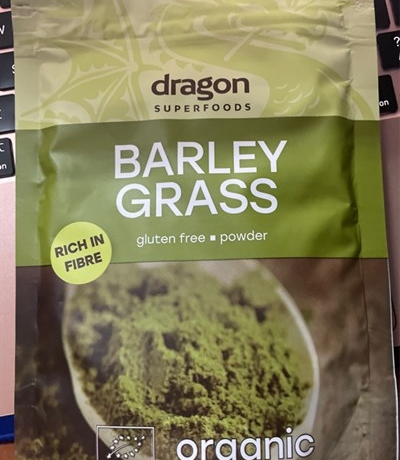 dragon
SUPERFOODS
BARLEY
GRASS
gluten free ▪ powder
RICH IN
FIBRE
organic